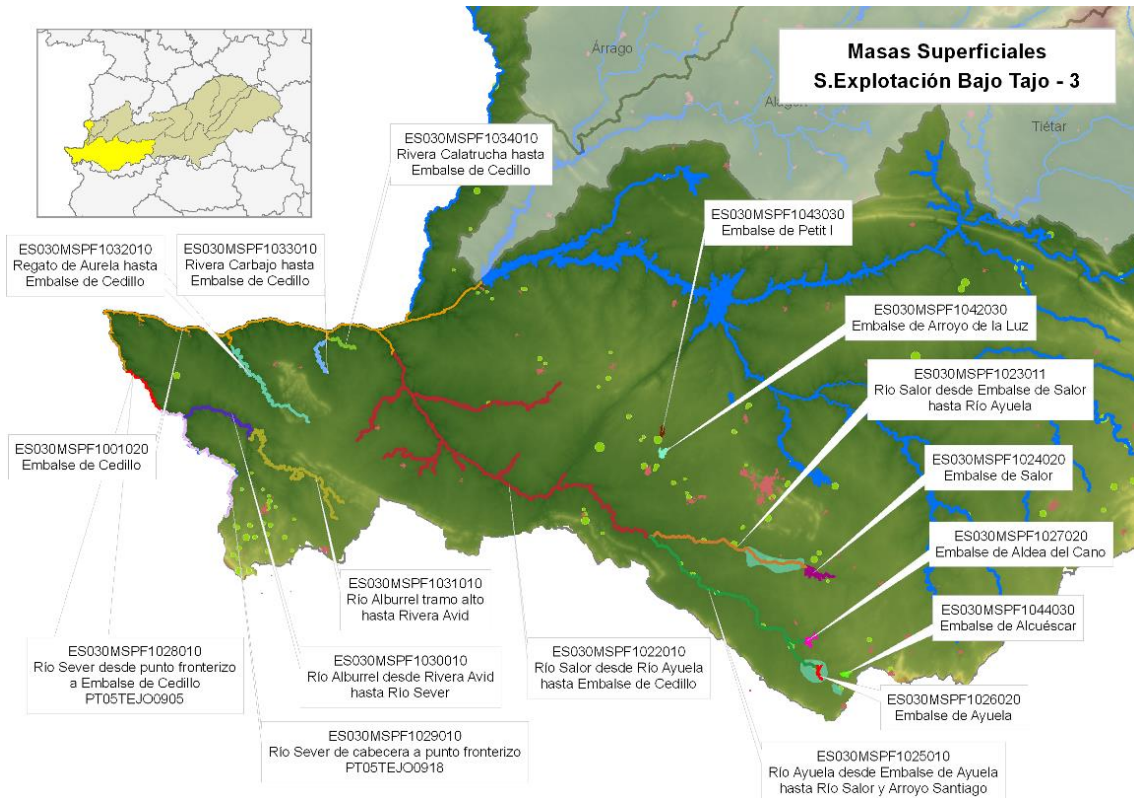 Masas Superficiales
S.Explotación Bajo Tajo - 3
Árrago
Alagón
Tiétar
ES030MSPF1034010
Rivera Calatrucha hasta
Embalse de Cedillo
ES030MSPF1043030
Embalse de Petit I
ES030MSPF1032010
Regato de Aurela hasta
Embalse de Cedillo
ES030MSPF1033010
Rivera Carbajo hasta
Embalse de Cedillo
ES030MSPF1042030
Embalse de Arroyo de la Luz
ES030MSPF1023011
Río Salor desde Embalse de Salor
hasta Río Ayuela
ES030MSPF1001020
Embalse de Cedillo
ES030MSPF1024020
Embalse de Salor
ES030MSPF1027020
Embalse de Aldea del Cano
ES030MSPF1031010
Río Alburrel tramo alto
hasta Rivera Avid
ES030MSPF1044030
Embalse de Alcuéscar
ES030MSPF1028010
Río Sever desde punto fronterizo
a Embalse de Cedillo
PT05TEJO0905
ES030MSPF1030010
Río Alburrel desde Rivera Avid
hasta Río Sever
ES030MSPF1022010
Río Salor desde Río Ayuela
hasta Embalse de Cedillo
ES030MSPF1026020
Embalse de Ayuela
ES030MSPF1029010
Río Sever de cabecera a punto fronterizo
PT05TEJO0918
ES030MSPF1025010
Río Ayuela desde Embalse de Ayuela
hasta Río Salor y Arroyo Santiago